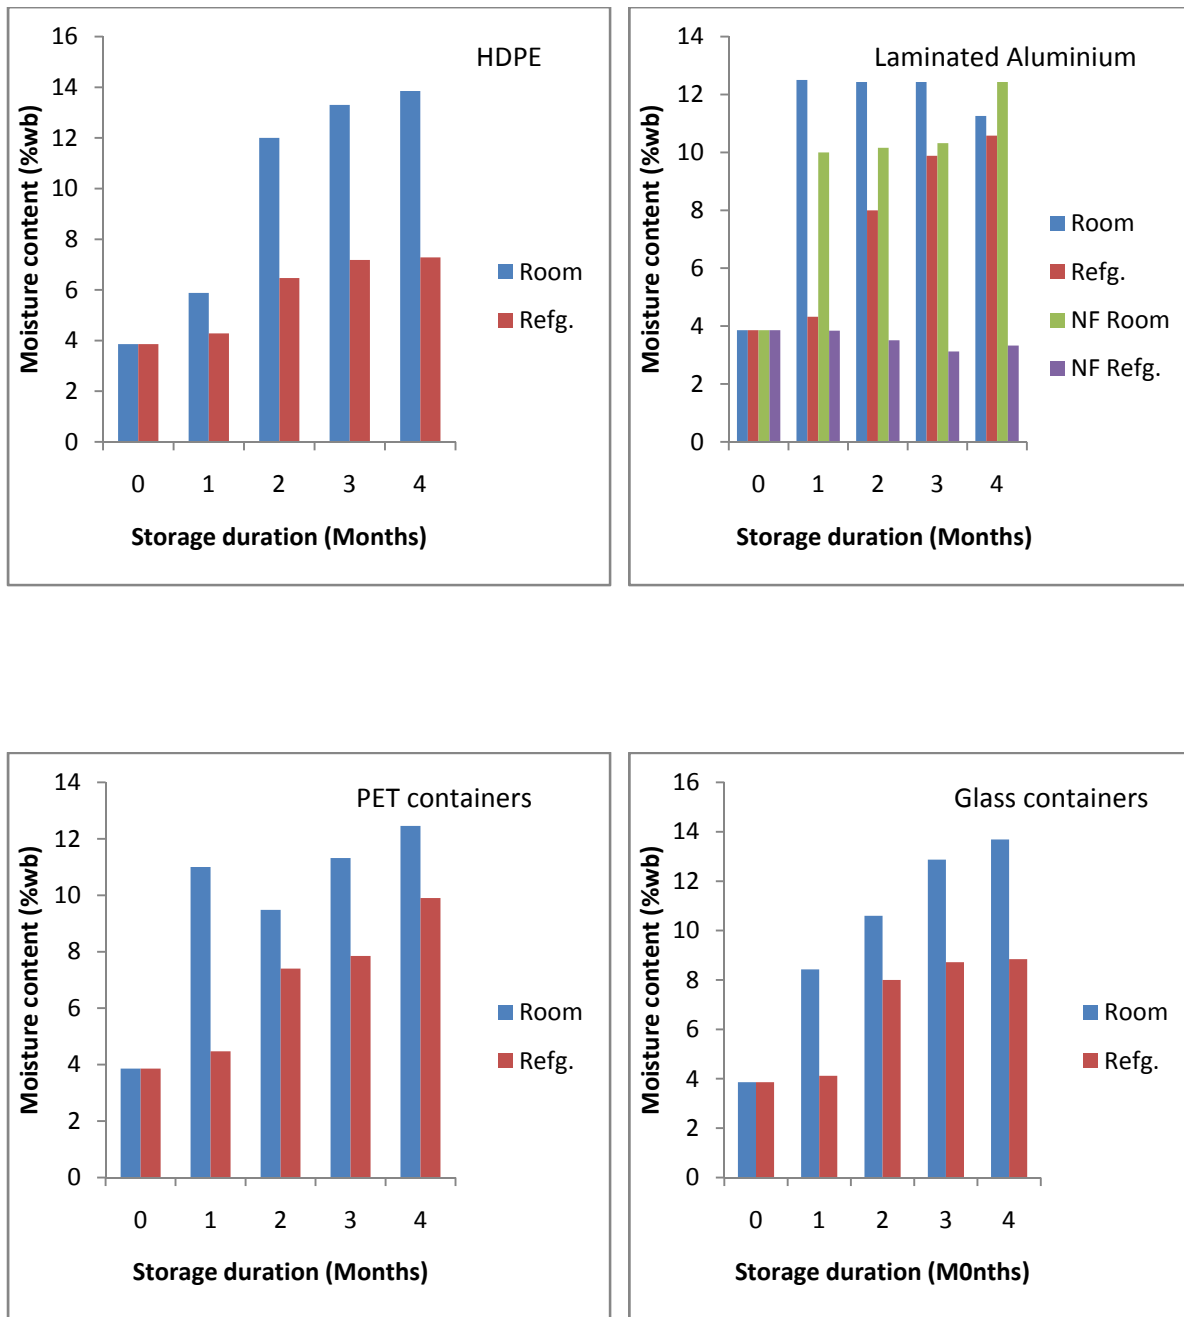 HDPE
Moisture content (%wb)
16
14
12
10
8
6
4
2
0
0 1 2 3 4
Storage duration (Months)
Room
Refg.
Laminated Aluminium
Moisture content (%wb)
14
12
10
8
6
4
2
0
0 1 2 3 4
Storage duration (Months)
Room
Refg.
NF Room
NF Refg.
PET containers
Moisture content (%wb)
14
12
10
8
6
4
2
0
0 1 2 3 4
Storage duration (Months)
Room
Refg.
Glass containers
Moisture content (%wb)
16
14
12
10
8
6
4
2
0
0 1 2 3 4
Storage duration (M0nths)
Room
Refg.